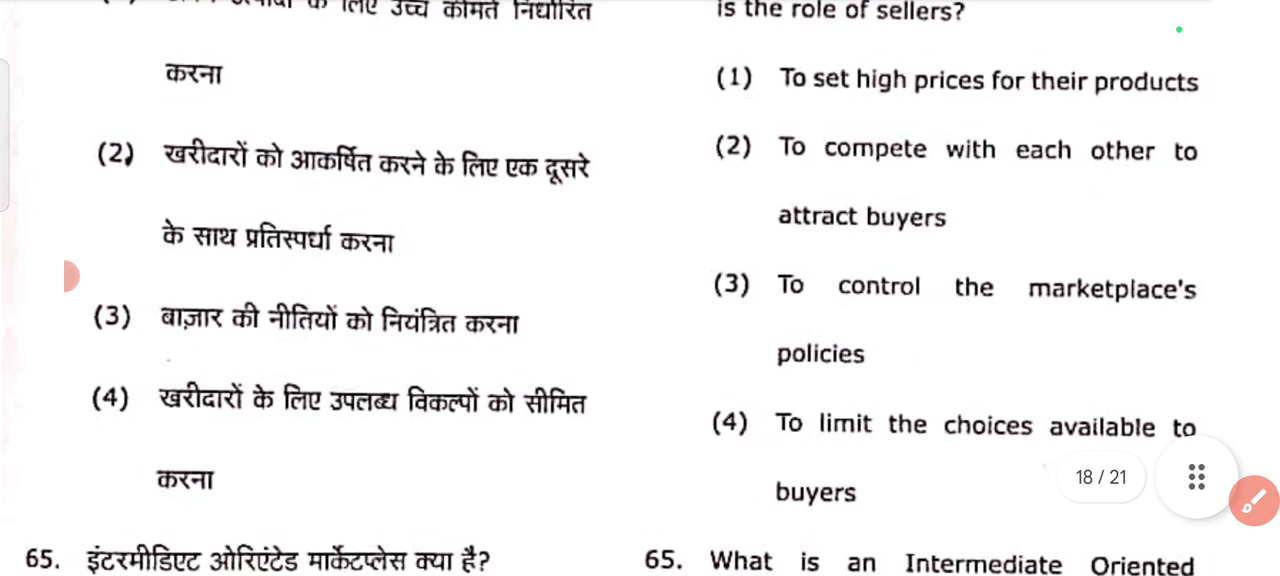 के लिए उच्च कीमतें निर्धारित
करना
(2) खरीदारों को आकर्षित करने के लिए एक दूसरे
के साथ प्रतिस्पर्धा करना
(3) बाज़ार की नीतियों को नियंत्रित करना
(4) खरीदारों के लिए उपलब्ध विकल्पों को सीमित
करना
65. इंटरमीडिएट ओरिएंटेड मार्केटप्लेस क्या है?
is the role of sellers?
(1) To set high prices for their products
(2) To compete with each other to
attract buyers
(3) To control the marketplace's
policies
(4) To limit the choices available to
buyers
65. What is an Intermediate Oriented
18 / 21